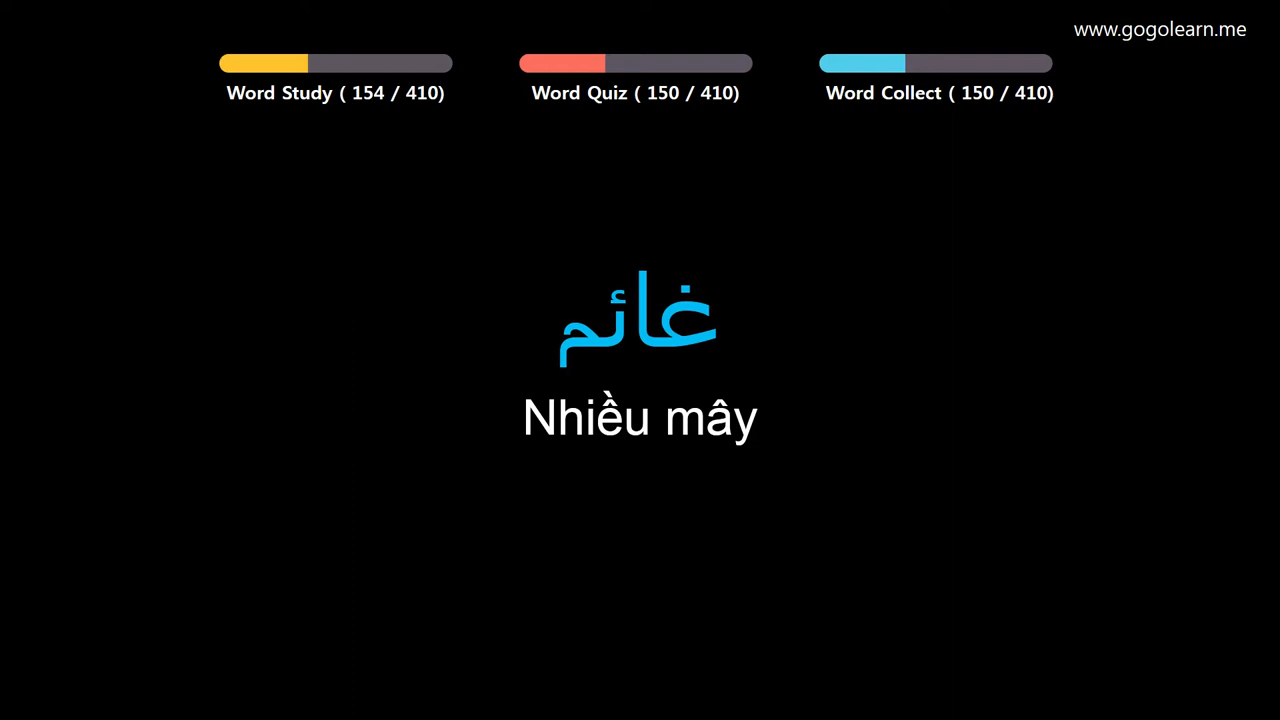 www.gogolearn.me
Word Study ( 154 / 410)
Word Quiz ( 150 / 410)
Word Collect ( 150 / 410)
غائم
Nhiều mây